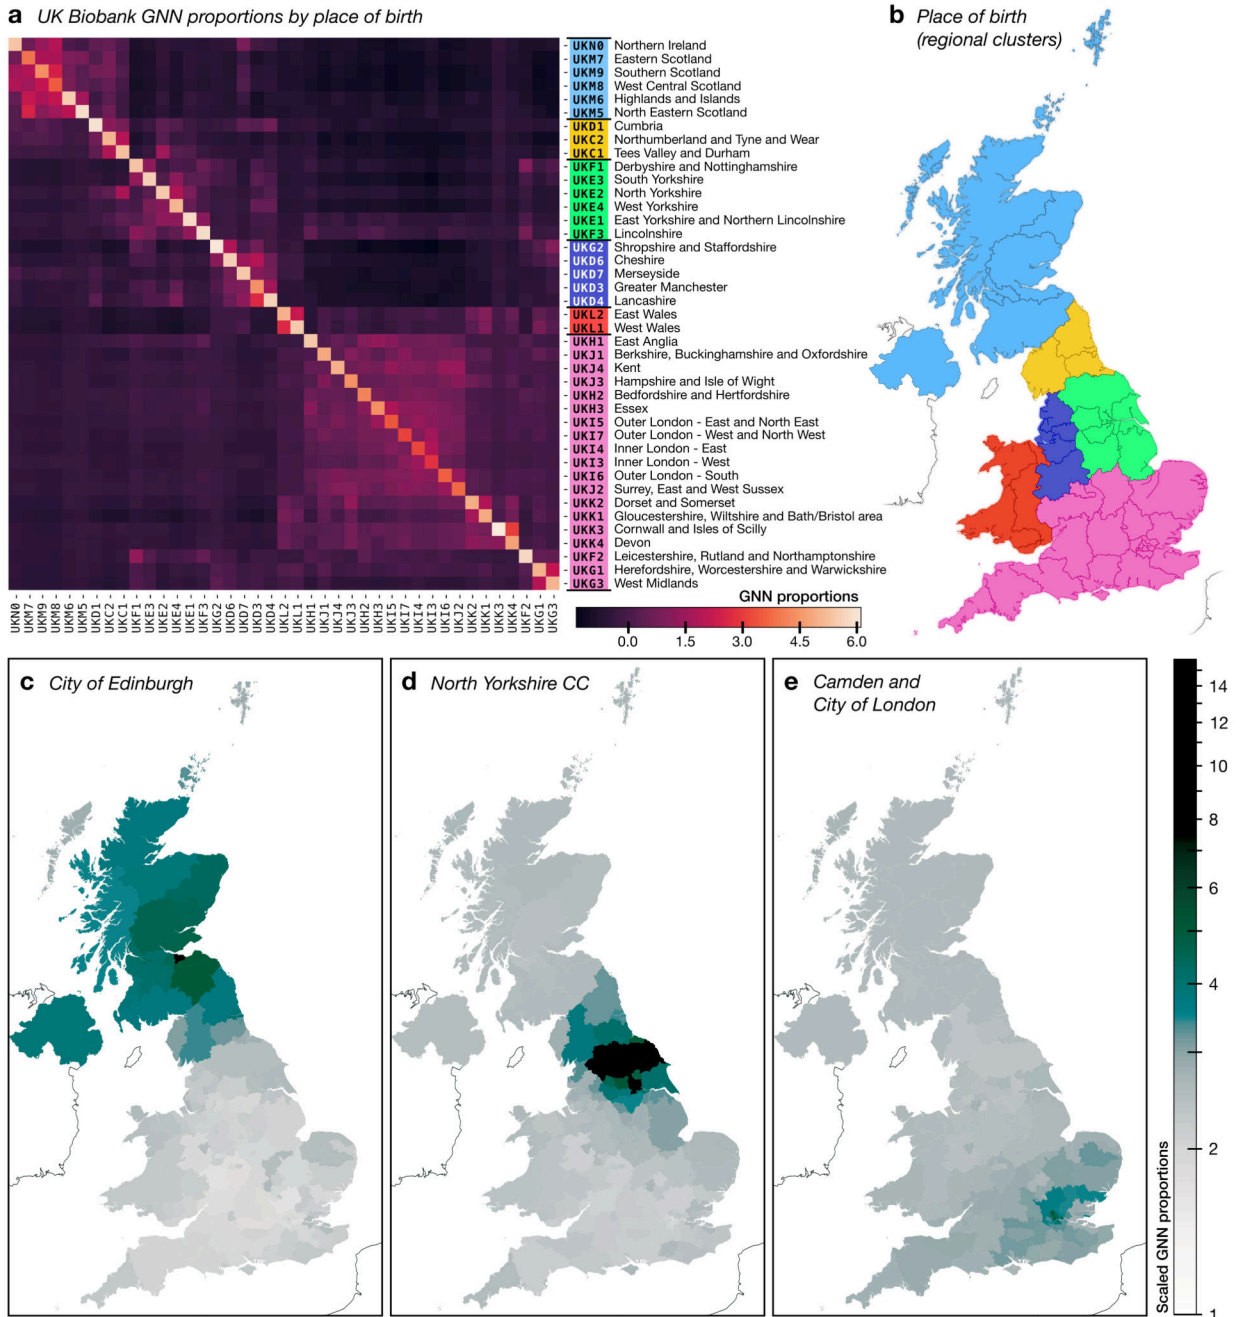 a UK Biobank GNN proportions by place of birth
UKN0 Northern Ireland
UKM7 Eastern Scotland
UKM9 Southern Scotland
UKM8 West Central Scotland
UKM6 Highlands and Islands
UKM5 North Eastern Scotland
UKD1 Cumbria
UKC2 Northumberland and Tyne and Wear
UKC1 Tees Valley and Durham
UKF1 Derbyshire and Nottinghamshire
UKE3 South Yorkshire
UKE2 North Yorkshire
UKE4 West Yorkshire
UKE1 East Yorkshire and Northern Lincolnshire
UKF3 Lincolnshire
UKG2 Shropshire and Staffordshire
UKD6 Cheshire
UKD7 Merseyside
UKD3 Greater Manchester
UKD4 Lancashire
UKL2 East Wales
UKL1 West Wales
UKH1 East Anglia
UKJ1 Berkshire, Buckinghamshire and Oxfordshire
UKJ4 Kent
UKJ3 Hampshire and Isle of Wight
UKH2 Bedfordshire and Hertfordshire
UKH3 Essex
UKI5 Outer London - East and North East
UKI7 Outer London - West and North West
UKI4 Inner London - East
UKI3 Inner London - West
UKI6 Outer London - South
UKJ2 Surrey, East and West Sussex
UKK2 Dorset and Somerset
UKK1 Gloucestershire, Wiltshire and Bath/Bristol area
UKK3 Cornwall and Isles of Scilly
UKK4 Devon
UKF2 Leicestershire, Rutland and Northamptonshire
UKG1 Herefordshire, Worcestershire and Warwickshire
UKG3 West Midlands
UKN0 UKM7 UKM9 UKM8 UKM6 UKM5 UKD1 UKC2 UKC1 UKF1 UKE3 UKE2 UKE4 UKE1 UKF3 UKG2 UKD6 UKD7 UKD3 UKD4 UKL2 UKL1 UKH1 UKJ1 UKJ4 UKJ3 UKH2 UKH3 UKI5 UKI7 UKI4 UKI3 UKI6 UKJ2 UKK2 UKK1 UKK3 UKK4 UKF2 UKG1 UKG3
GNN proportions
0.0 1.5 3.0 4.5 6.0
b Place of birth
(regional clusters)
c City of Edinburgh
d North Yorkshire CC
e Camden and
City of London
14
12
10
8
6
4
2
1
Scaled GNN proportions